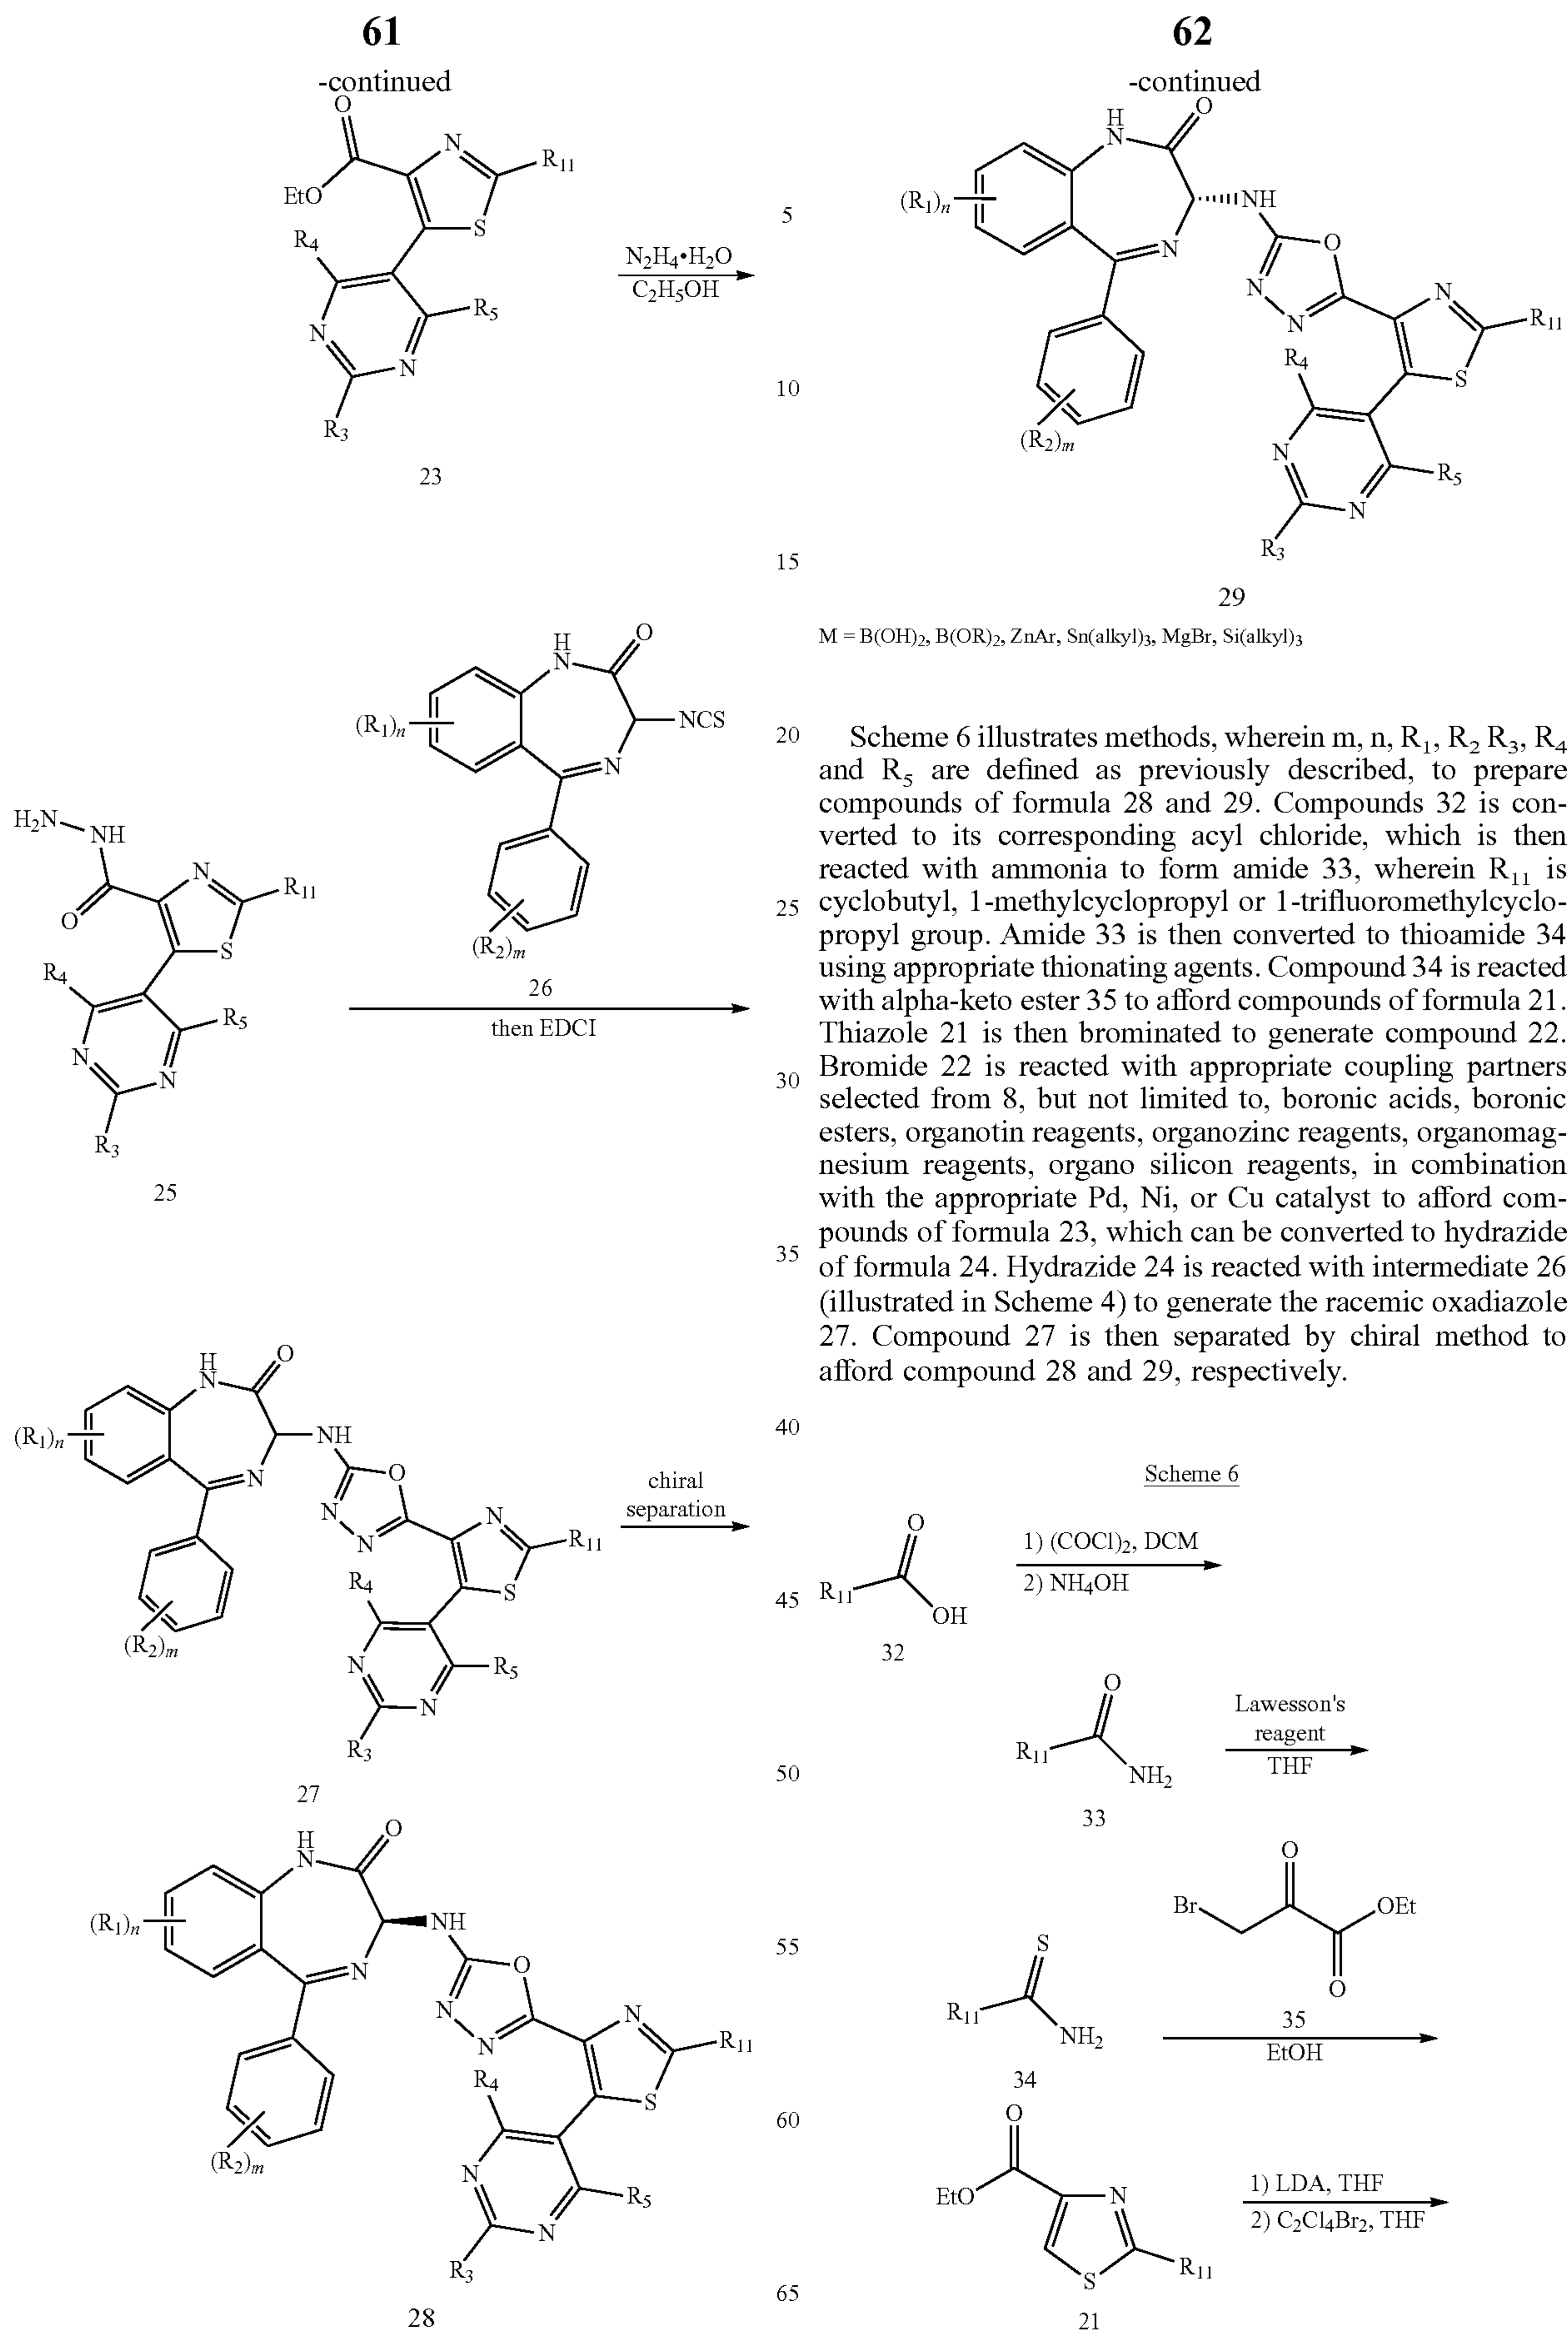 61
-continued
O
N
R₁₁
EtO
S
R₄
N₂H₄•H₂O
C₂H₅OH
R₅
N
N
R₃
23
H
N
O
(R₁)ₙ
NCS
N
(R₂)ₘ
26
then EDCI
H₂N
NH
N
R₁₁
O
S
R₄
R₅
N
N
R₃
25
H
N
O
(R₁)ₙ
NH
N
O
N
N
N
R₁₁
S
R₄
(R₂)ₘ
N
R₅
N
R₃
27
chiral
separation
H
N
O
(R₁)ₙ
NH
N
O
N
N
N
R₁₁
S
R₄
(R₂)ₘ
N
R₅
N
R₃
28
5
10
15
20
25
30
35
40
45
50
55
60
65
62
-continued
H
N
O
(R₁)ₙ
NH
N
O
N
N
N
R₁₁
S
R₄
(R₂)ₘ
N
R₅
N
R₃
29
M = B(OH)₂, B(OR)₂, ZnAr, Sn(alkyl)₃, MgBr, Si(alkyl)₃
Scheme 6 illustrates methods, wherein m, n, R₁, R₂ R₃, R₄
and R₅ are defined as previously described, to prepare
compounds of formula 28 and 29. Compounds 32 is con-
verted to its corresponding acyl chloride, which is then
reacted with ammonia to form amide 33, wherein R₁₁ is
cyclobutyl, 1-methylcyclopropyl or 1-trifluoromethylcyclo-
propyl group. Amide 33 is then converted to thioamide 34
using appropriate thionating agents. Compound 34 is reacted
with alpha-keto ester 35 to afford compounds of formula 21.
Thiazole 21 is then brominated to generate compound 22.
Bromide 22 is reacted with appropriate coupling partners
selected from 8, but not limited to, boronic acids, boronic
esters, organotin reagents, organozinc reagents, organomag-
nesium reagents, organo silicon reagents, in combination
with the appropriate Pd, Ni, or Cu catalyst to afford com-
pounds of formula 23, which can be converted to hydrazide
of formula 24. Hydrazide 24 is reacted with intermediate 26
(illustrated in Scheme 4) to generate the racemic oxadiazole
27. Compound 27 is then separated by chiral method to
afford compound 28 and 29, respectively.
Scheme 6
O
R₁₁
OH
32
1) (COCl)₂, DCM
2) NH₄OH
O
R₁₁
NH₂
33
Lawesson's
reagent
THF
S
R₁₁
NH₂
34
O
Br
OEt
O
35
EtOH
O
EtO
N
S
R₁₁
21
1) LDA, THF
2) C₂Cl₄Br₂, THF